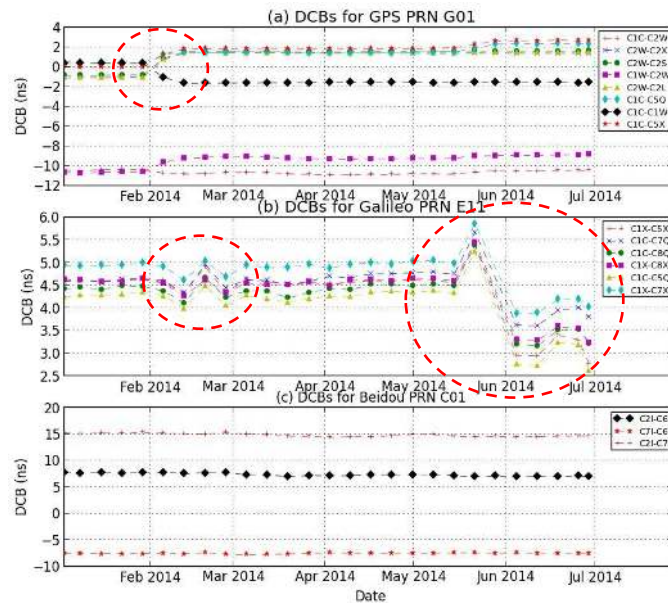 (a) DCBs for GPS PRN G01
4
2
0
−2
−4
−6
−8
−10
−12
DCB (ns)
C1C-C2W
C2W-C2X
C2W-C2S
C1W-C2W
C2W-C2L
C1C-C5Q
C1C-C1W
C1C-C5X
Feb 2014 Mar 2014 Apr 2014 May 2014 Jun 2014 Jul 2014
(b) DCBs for Galileo PRN E11
6.0
5.5
5.0
4.5
4.0
3.5
3.0
2.5
DCB (ns)
C1X-C5X
C1C-C7Q
C1C-C8Q
C1X-C8X
C1C-C5Q
C1X-C7X
Feb 2014 Mar 2014 Apr 2014 May 2014 Jun 2014 Jul 2014
(c) DCBs for Beidou PRN C01
20
15
10
5
0
−5
−10
DCB (ns)
C2I-C6
C7I-C6
C2I-C7
Feb 2014 Mar 2014 Apr 2014 May 2014 Jun 2014 Jul 2014
Date